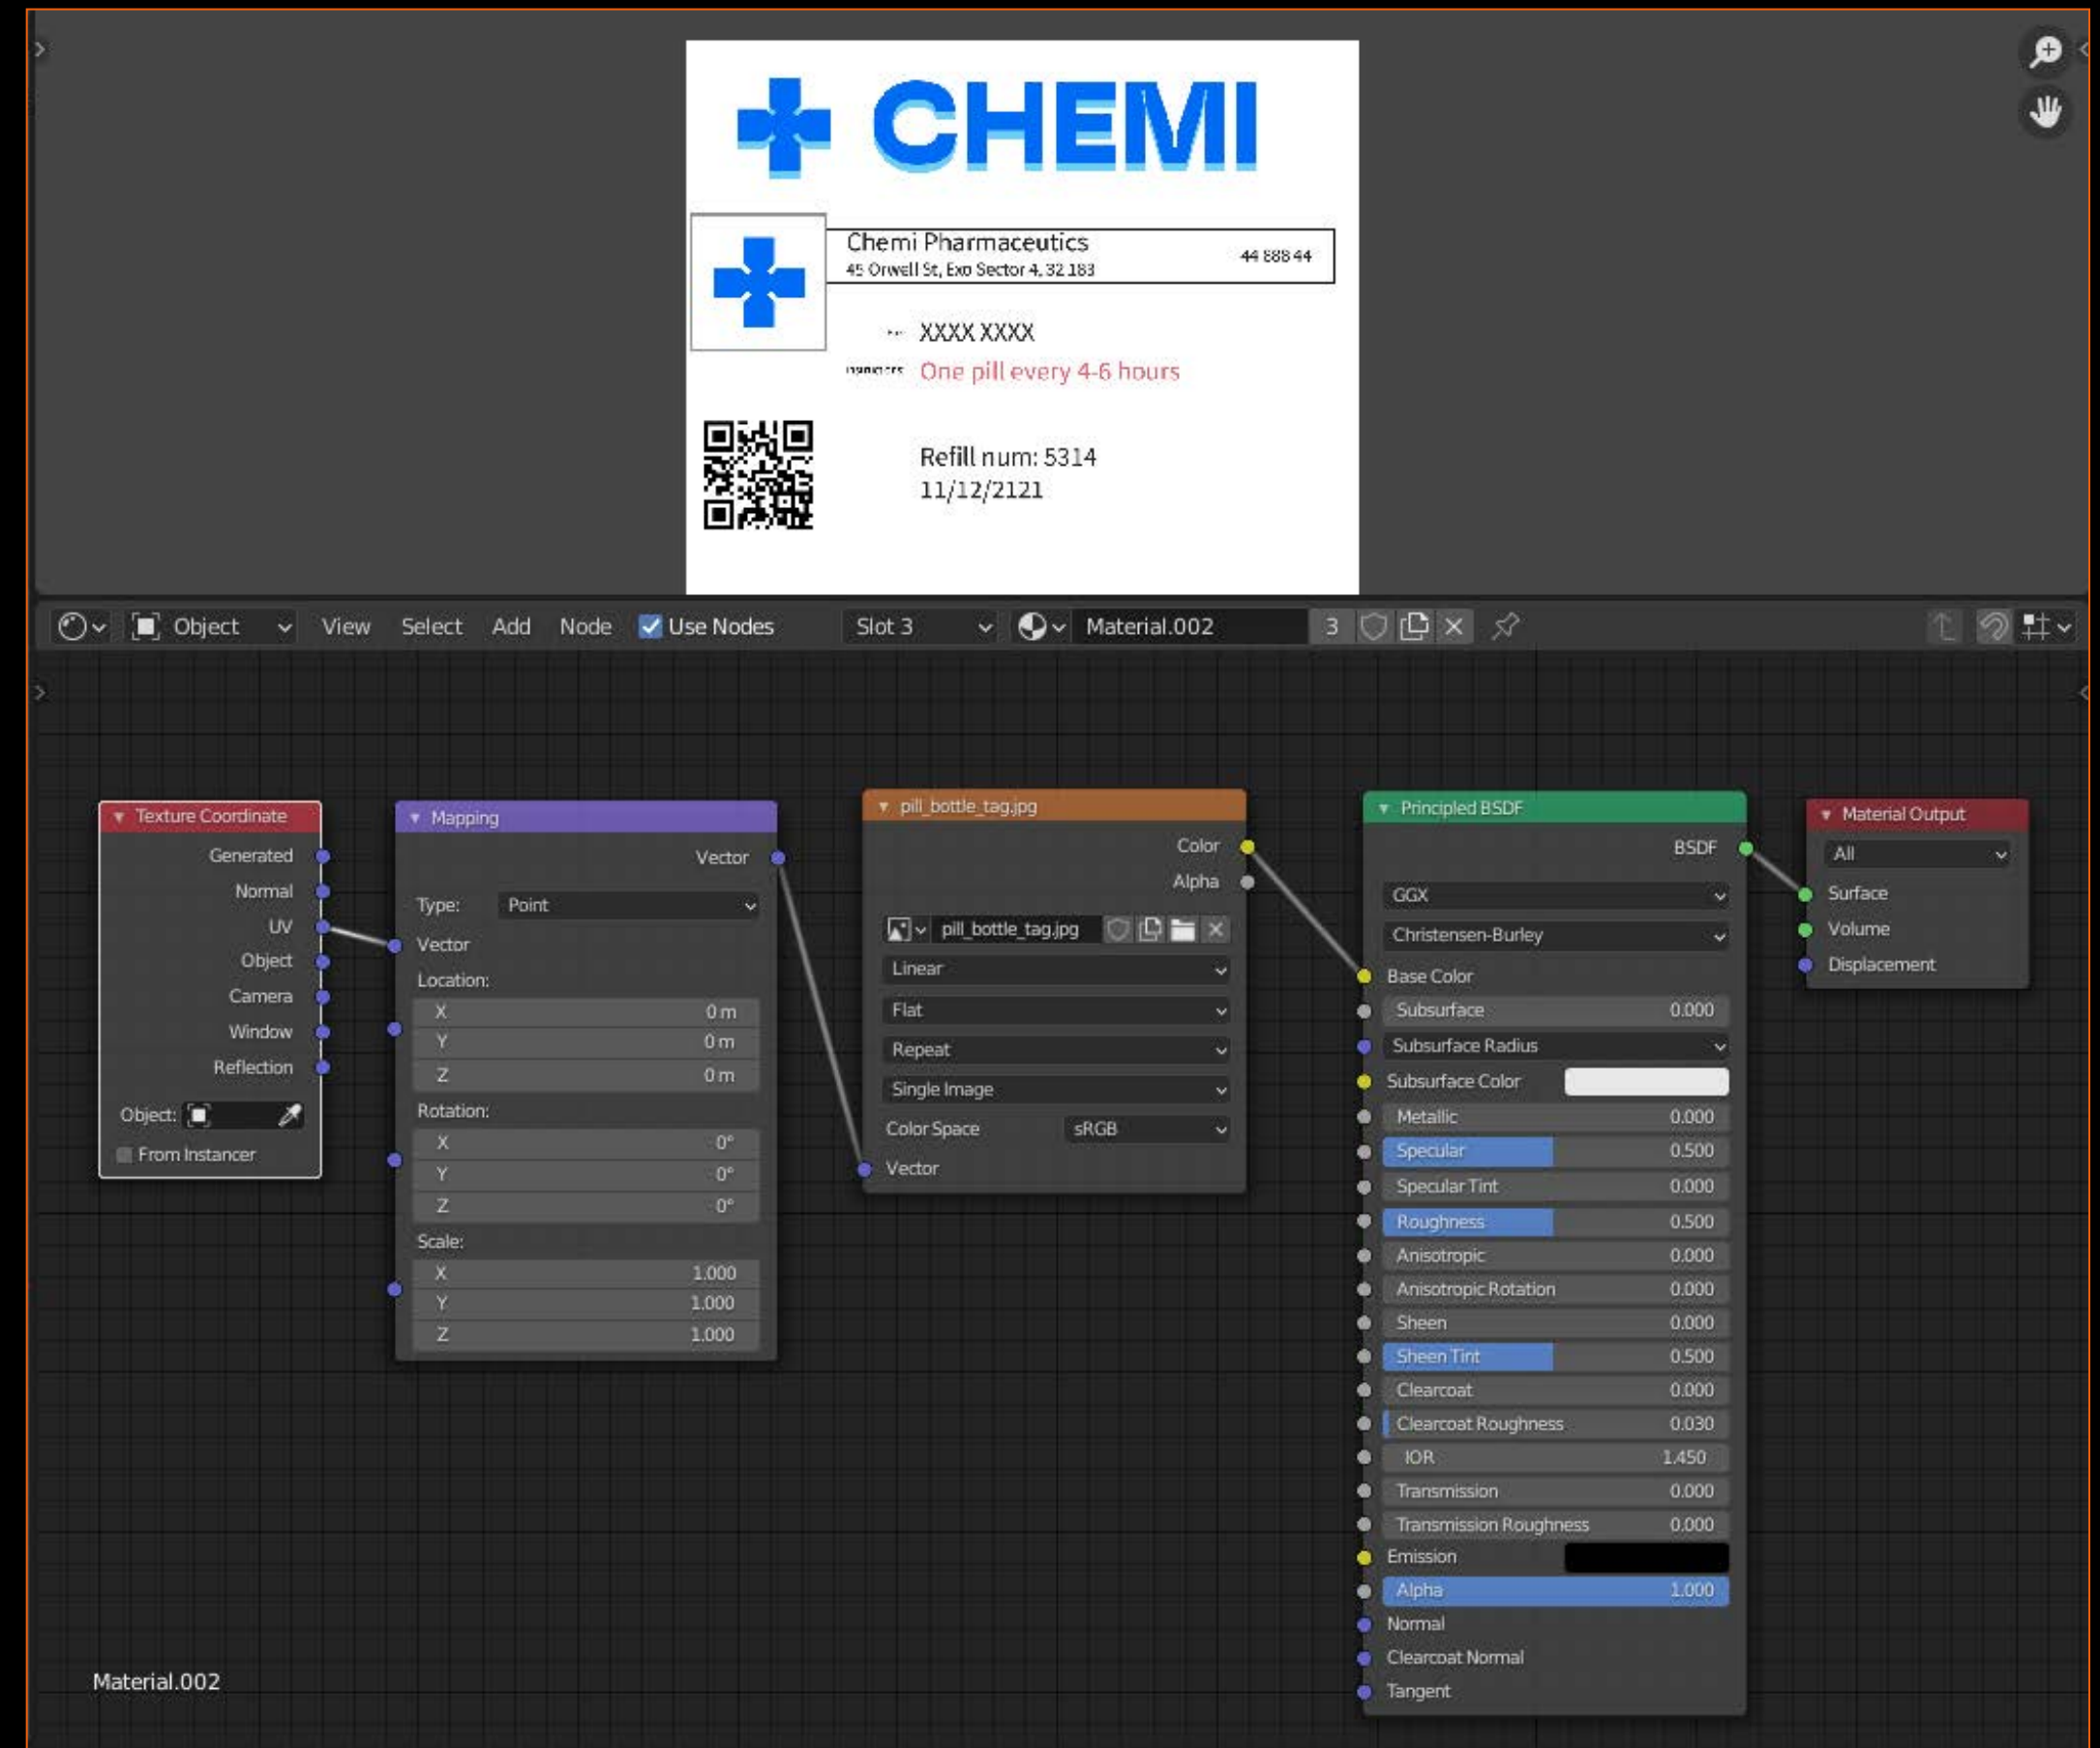 CHEMI
Chemi Pharmaceutics
45 Orwell St, Exo Sector 4, 32 183
44 888 44
XXXX XXXX
One pill every 4-6 hours
Refill num: 5314
11/12/2121
Object View Select Add Node Use Nodes Slot 3 Material.002 3
Texture Coordinate
Generated
Normal
UV
Object
Camera
Window
Reflection
Object:
From Instancer
Mapping
Vector
Type: Point
Vector
Location:
X 0 m
Y 0 m
Z 0 m
Rotation:
X 0°
Y 0°
Z 0°
Scale:
X 1.000
Y 1.000
Z 1.000
pill_bottle_tag.jpg
Color
Alpha
pill_bottle_tag.jpg
Linear
Flat
Repeat
Single Image
Color Space sRGB
Vector
Principled BSDF
BSDF
GGX
Christensen-Burley
Base Color
Subsurface 0.000
Subsurface Radius
Subsurface Color
Metallic 0.000
Specular 0.500
Specular Tint 0.000
Roughness 0.500
Anisotropic 0.000
Anisotropic Rotation 0.000
Sheen 0.000
Sheen Tint 0.500
Clearcoat 0.000
Clearcoat Roughness 0.030
IOR 1.450
Transmission 0.000
Transmission Roughness 0.000
Emission
Alpha 1.000
Normal
Clearcoat Normal
Tangent
Material Output
All
Surface
Volume
Displacement
Material.002